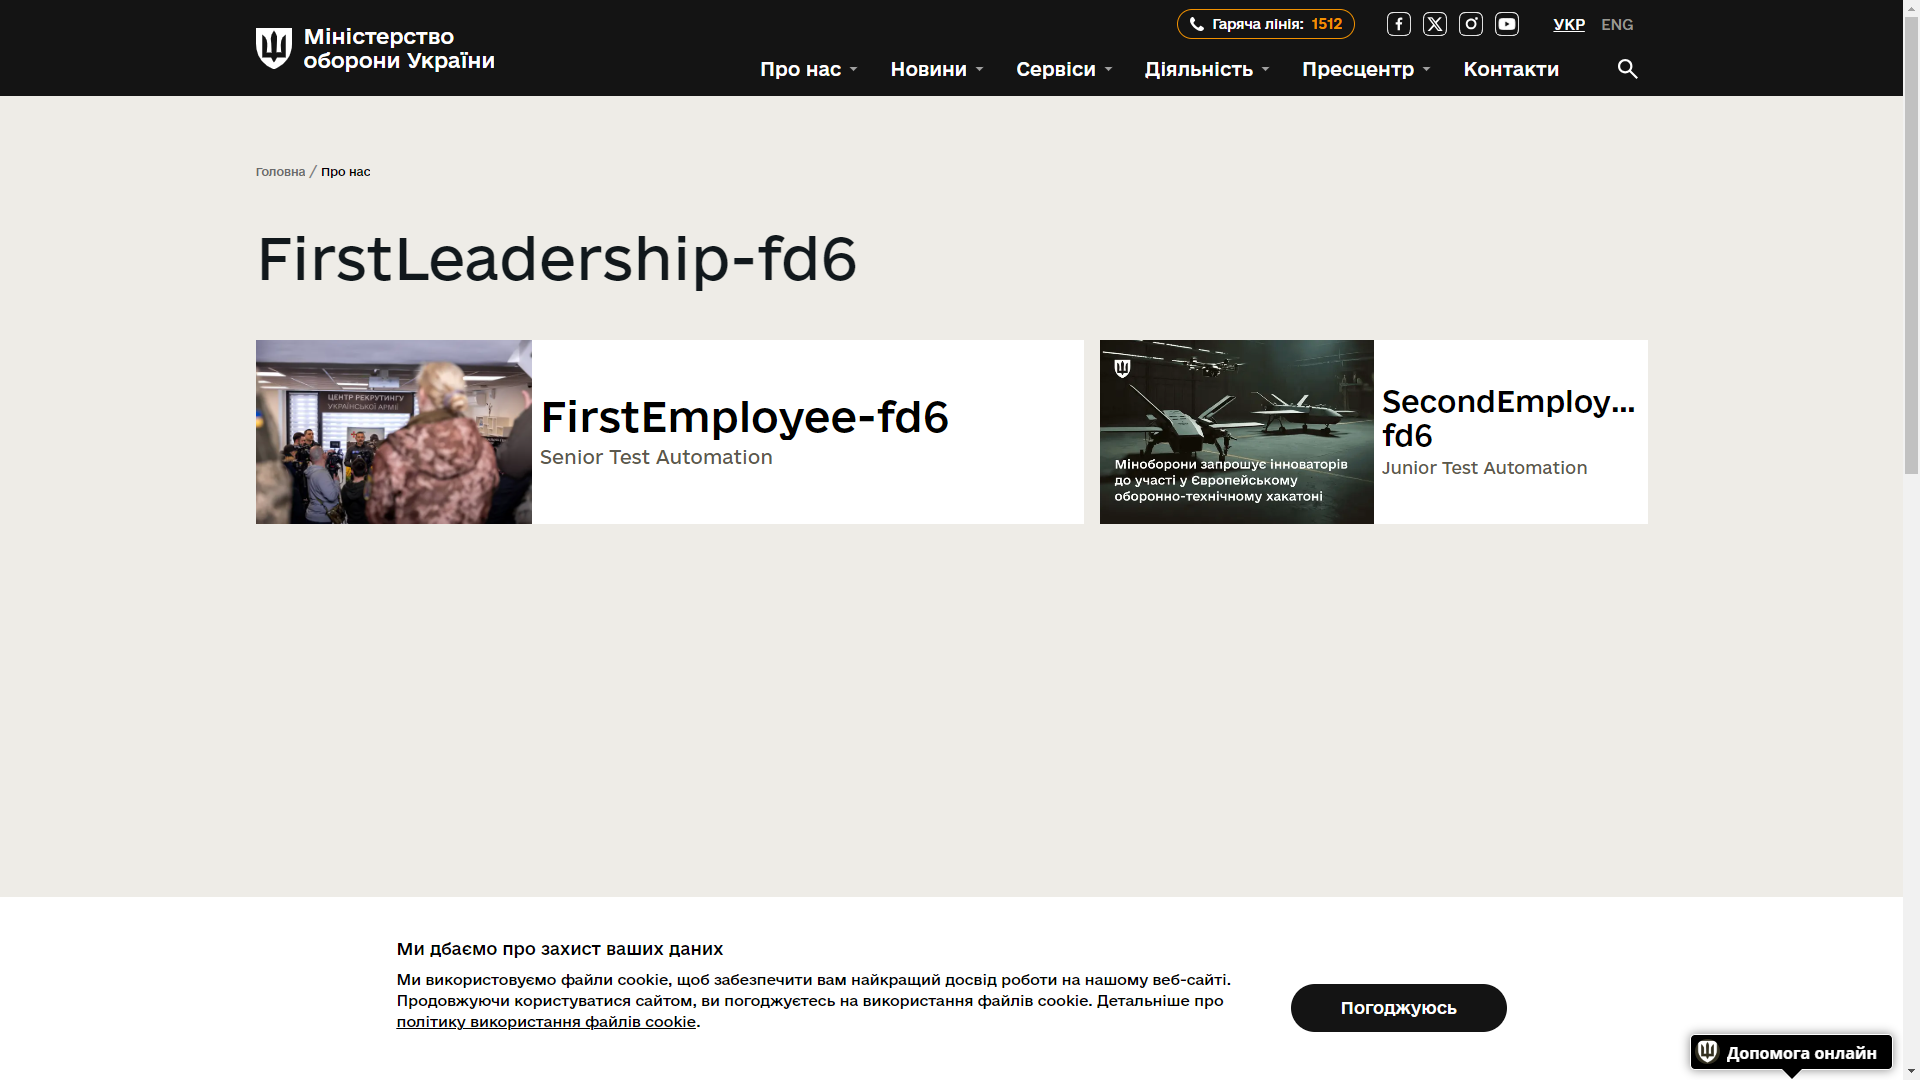 Міністерство
оборони України
Гаряча лінія: 1512
УКР ENG
Про нас
Новини
Сервіси
Діяльність
Пресцентр
Контакти
Головна / Про нас
FirstLeadership-fd6
ЦЕНТР РЕКРУТИНГУ
УКРАЇНСЬКОЇ АРМІЇ
FirstEmployee-fd6
Senior Test Automation
Міноборони запрошує інноваторів
до участі у Європейському
оборонно-технічному хакатоні
SecondEmploy...
fd6
Junior Test Automation
Ми дбаємо про захист ваших даних
Ми використовуємо файли cookie, щоб забезпечити вам найкращий досвід роботи на нашому веб-сайті.
Продовжуючи користуватися сайтом, ви погоджуєтесь на використання файлів cookie. Детальніше про
політику використання файлів cookie.
Погоджуюсь
Допомога онлайн